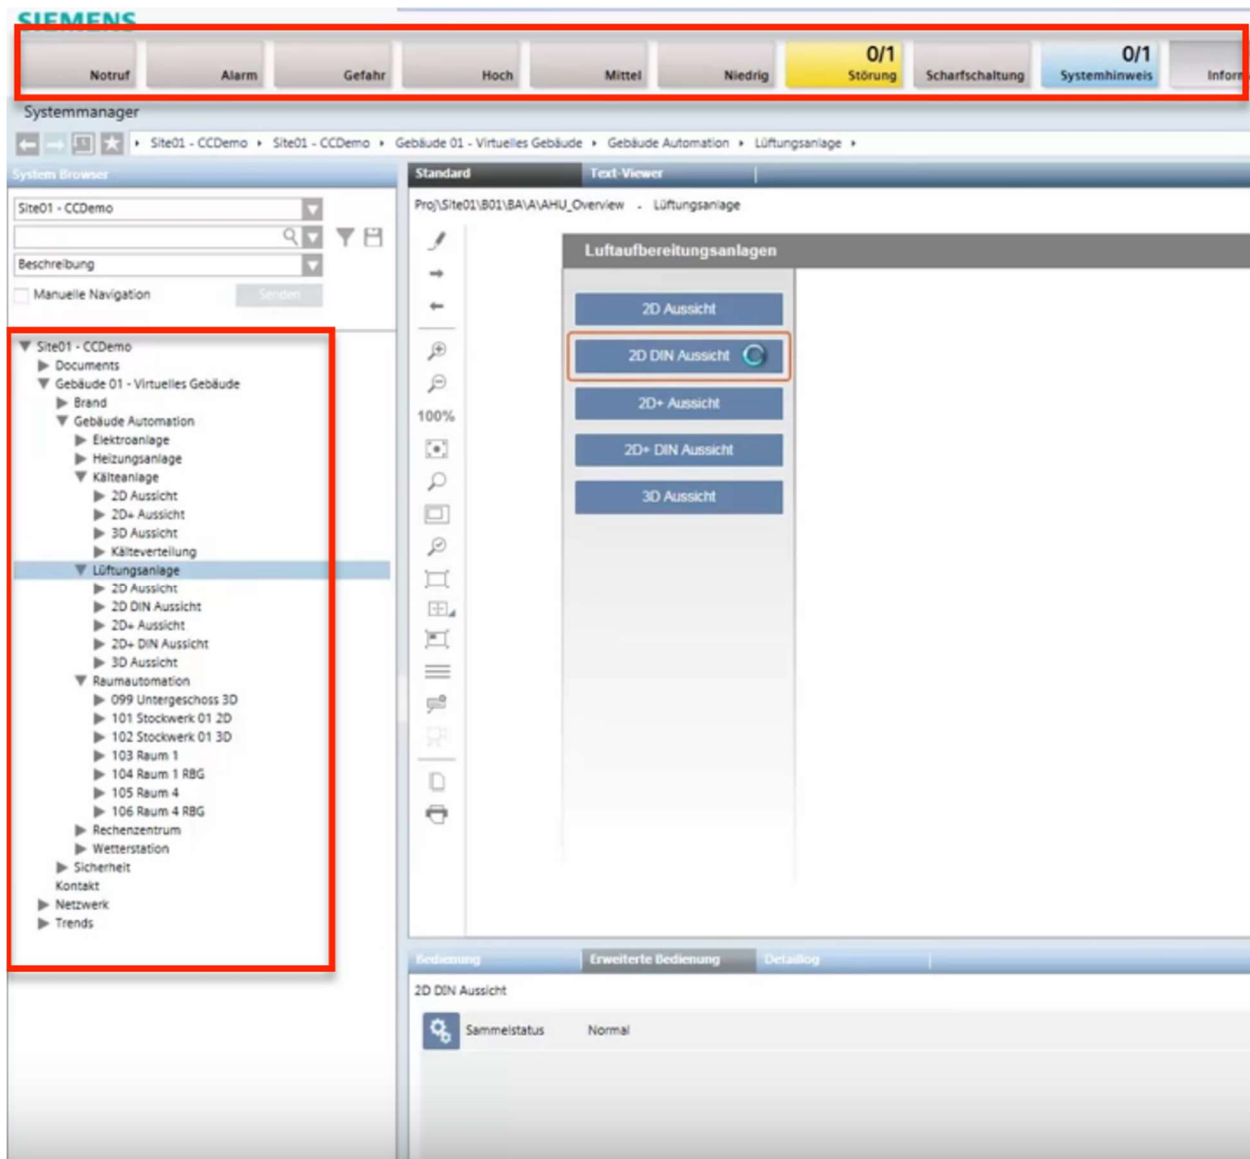 SIEMENS
Notruf Alarm Gefahr Hoch Mittel Niedrig 0/1 Störung Scharfschaltung 0/1 Systemhinweis Inform
Systemmanager
Site01 - CCDemo Site01 - CCDemo Gebäude 01 - Virtuelles Gebäude Gebäude Automation Lüftungsanlage
System Browser
Site01 - CCDemo
Beschreibung
Manuelle Navigation Senden
Site01 - CCDemo
Documents
Gebäude 01 - Virtuelles Gebäude
Brand
Gebäude Automation
Elektroanlage
Heizungsanlage
Kälteanlage
2D Aussicht
2D+ Aussicht
3D Aussicht
Kälteverteilung
Lüftungsanlage
2D Aussicht
2D DIN Aussicht
2D+ Aussicht
2D+ DIN Aussicht
3D Aussicht
Raumautomation
099 Untergeschoss 3D
101 Stockwerk 01 2D
102 Stockwerk 01 3D
103 Raum 1
104 Raum 1 RBG
105 Raum 4
106 Raum 4 RBG
Rechenzentrum
Wetterstation
Sicherheit
Kontakt
Netzwerk
Trends
Standard Text-Viewer
Proj\Site01\B01\BA\A\AHU_Overview - Lüftungsanlage
100%
Luftaufbereitungsanlagen
2D Aussicht
2D DIN Aussicht
2D+ Aussicht
2D+ DIN Aussicht
3D Aussicht
Bedienung Erweiterte Bedienung Detaillog
2D DIN Aussicht
Sammelstatus Normal